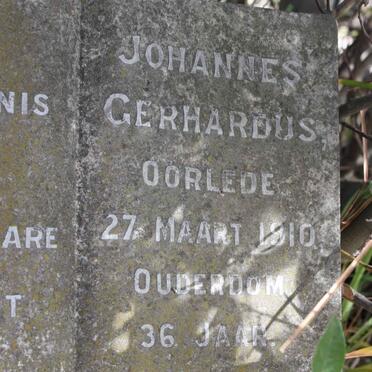 NIS
ARE
T
JOHANNES
GERHARDUS,
OORLEDE
27 MAART 1910
OUDERDOM
36 JAAR.